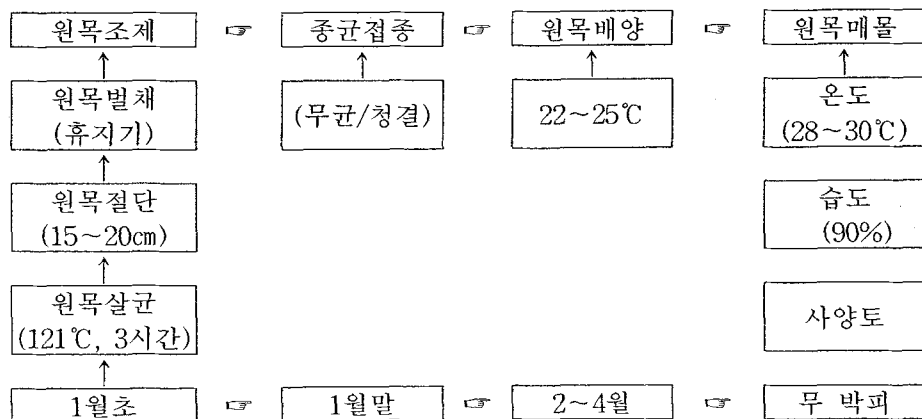 원목조제 ☞ 종균접종 ☞ 원목배양 ☞ 원목매몰
↑ ↑ ↑ ↑
원목벌채 (무균/청결) 22~25℃ 온도
(휴지기) (28~30℃)
↑
원목절단 습도
(15~20㎝) (90%)
↑
원목살균 사양토
(121℃, 3시간)
↑
1월초 ☞ 1월말 ☞ 2~4월 ☞ 무 박피